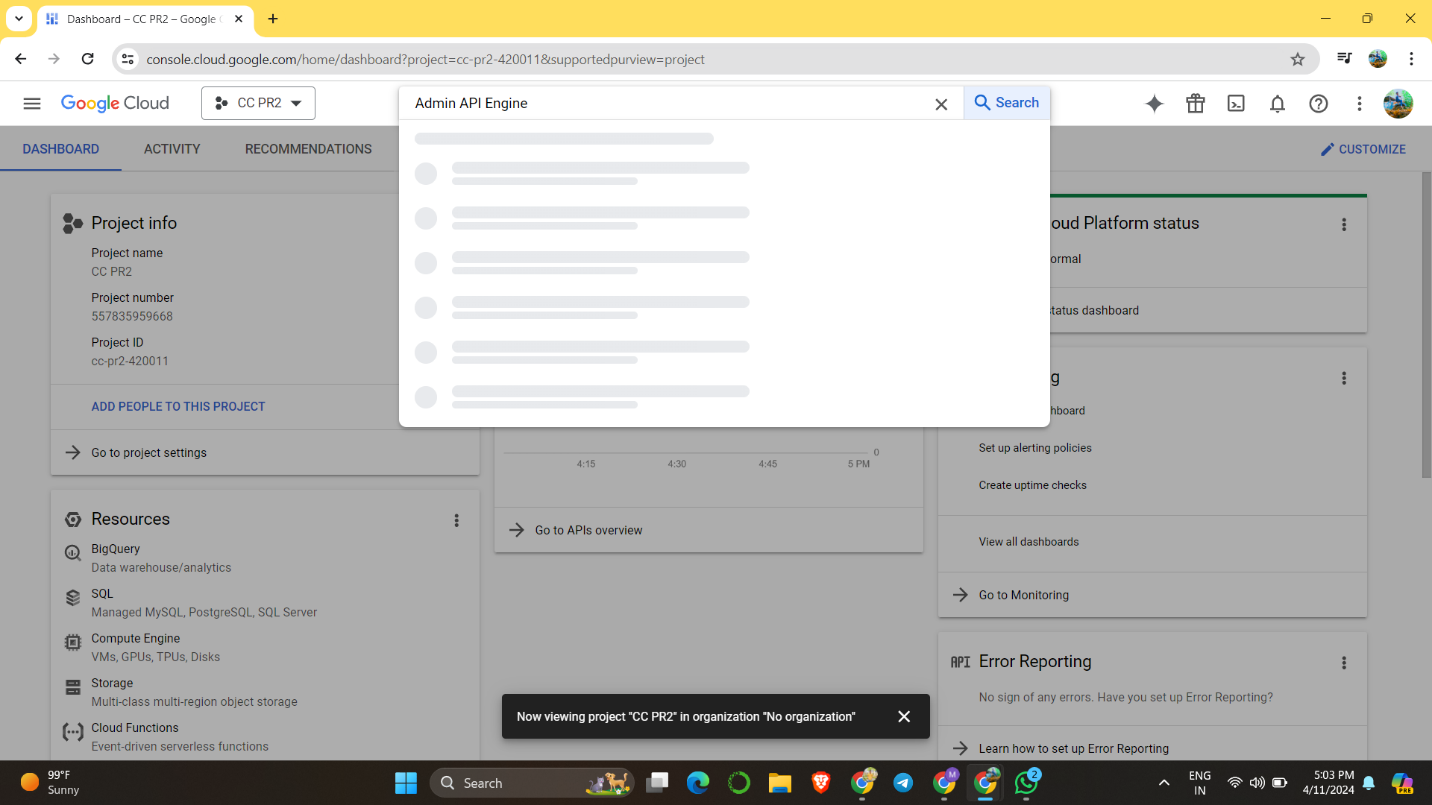 Dashboard – CC PR2 – Google
console.cloud.google.com/home/dashboard?project=cc-pr2-420011&supportedpurview=project
Google Cloud
CC PR2
Admin API Engine
Search
DASHBOARD
ACTIVITY
RECOMMENDATIONS
CUSTOMIZE
Project info
Project name
CC PR2
Project number
557835959668
Project ID
cc-pr2-420011
ADD PEOPLE TO THIS PROJECT
Go to project settings
Resources
BigQuery
Data warehouse/analytics
SQL
Managed MySQL, PostgreSQL, SQL Server
Compute Engine
VMs, GPUs, TPUs, Disks
Storage
Multi-class multi-region object storage
Cloud Functions
Event-driven serverless functions
0
4:15 4:30 4:45 5 PM
Go to APIs overview
oud Platform status
ormal
tatus dashboard
g
hboard
Set up alerting policies
Create uptime checks
View all dashboards
Go to Monitoring
API Error Reporting
No sign of any errors. Have you set up Error Reporting?
Learn how to set up Error Reporting
Now viewing project "CC PR2" in organization "No organization"
99°F
Sunny
Search
M
2
ENG
IN
5:03 PM
4/11/2024
PRE